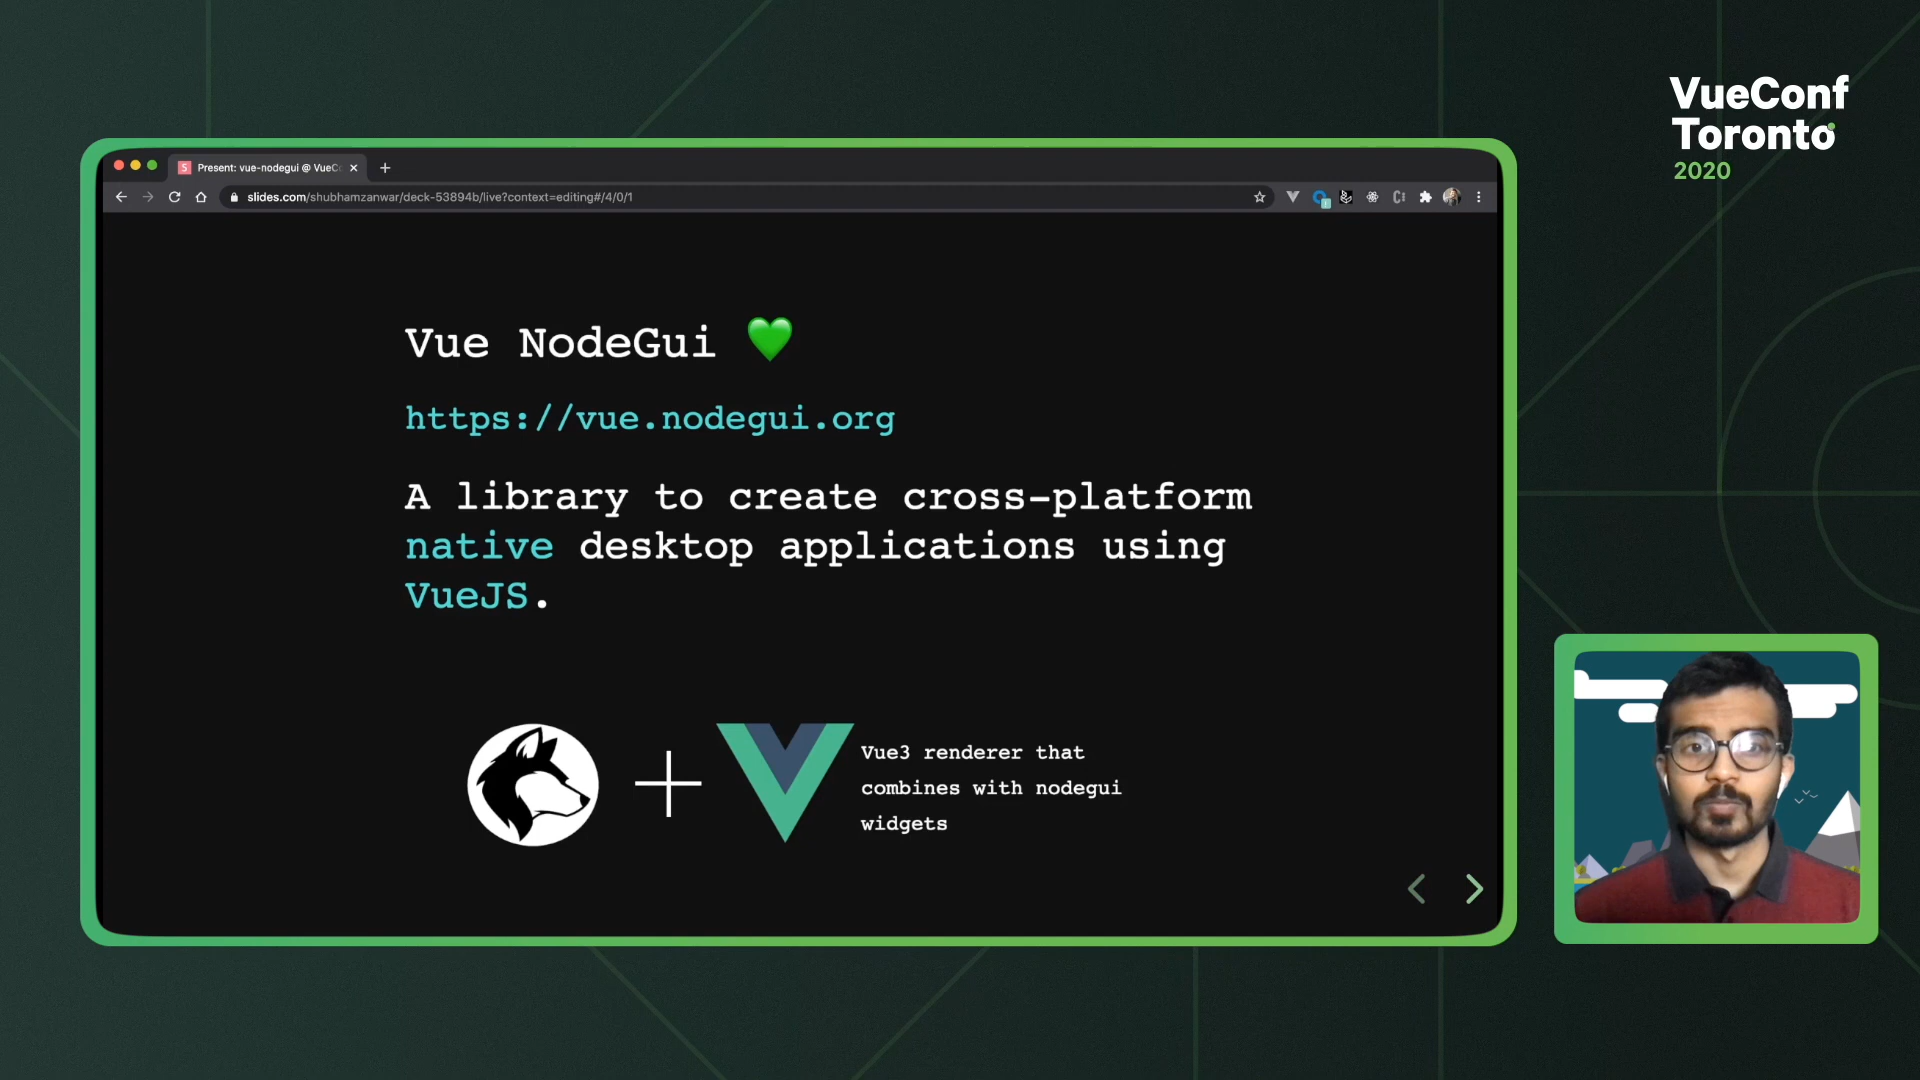 VueConf
Toronto
2020
S Present: vue-nodegui @ VueC
slides.com/shubhamzanwar/deck-53894b/live?context=editing#/4/0/1
Vue NodeGui 💚
https://vue.nodegui.org
A library to create cross-platform
native desktop applications using
VueJS.
Vue3 renderer that
combines with nodegui
widgets